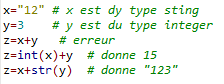 x="12" # x est dy type sting
y=3 # y est du type integer
z=x+y # erreur
z=int(x)+y # donne 15
z=x+str(y) # donne "123"